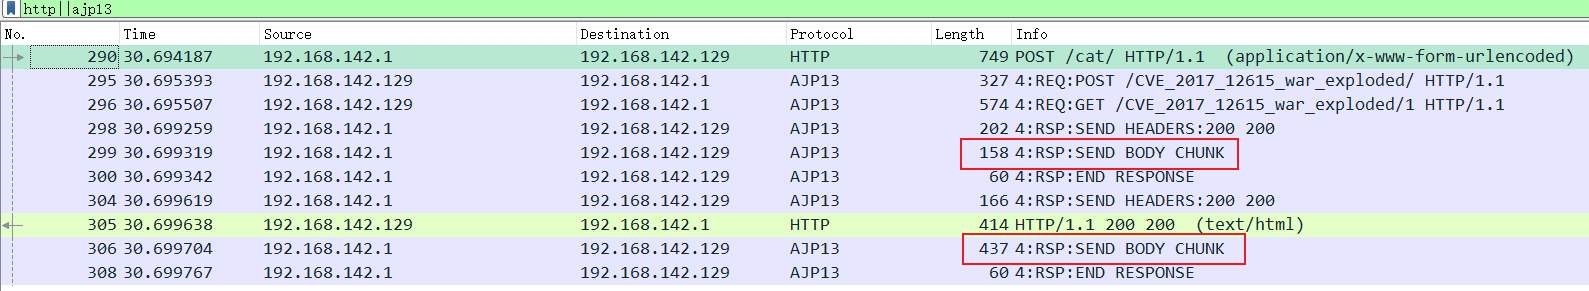 http||ajp13
No. Time Source Destination Protocol Length Info
290 30.694187 192.168.142.1 192.168.142.129 HTTP 749 POST /cat/ HTTP/1.1 (application/x-www-form-urlencoded)
295 30.695393 192.168.142.129 192.168.142.1 AJP13 327 4:REQ:POST /CVE_2017_12615_war_exploded/ HTTP/1.1
296 30.695507 192.168.142.129 192.168.142.1 AJP13 574 4:REQ:GET /CVE_2017_12615_war_exploded/1 HTTP/1.1
298 30.699259 192.168.142.1 192.168.142.129 AJP13 202 4:RSP:SEND HEADERS:200 200
299 30.699319 192.168.142.1 192.168.142.129 AJP13 158 4:RSP:SEND BODY CHUNK
300 30.699342 192.168.142.1 192.168.142.129 AJP13 60 4:RSP:END RESPONSE
304 30.699619 192.168.142.1 192.168.142.129 AJP13 166 4:RSP:SEND HEADERS:200 200
305 30.699638 192.168.142.129 192.168.142.1 HTTP 414 HTTP/1.1 200 200 (text/html)
306 30.699704 192.168.142.1 192.168.142.129 AJP13 437 4:RSP:SEND BODY CHUNK
308 30.699767 192.168.142.1 192.168.142.129 AJP13 60 4:RSP:END RESPONSE